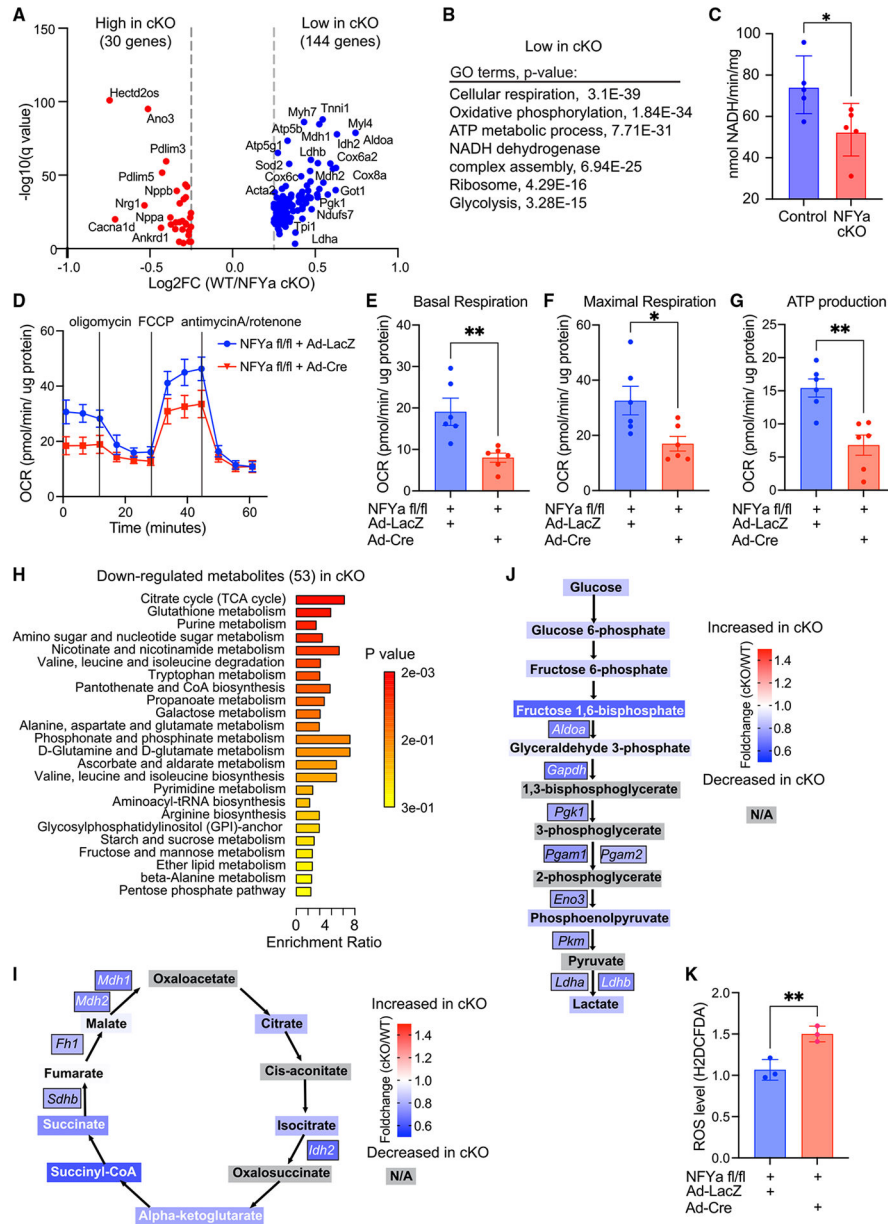 A
High in cKO
(30 genes)
Low in cKO
(144 genes)
-log10(q value)
150
100
50
0
Hectd2os
Ano3
Pdlim3
Pdlim5
Nppb
Nrg1
Nppa
Cacna1d
Ankrd1
Myh7
Tnni1
Atp5b
Mdh1
Myl4
Idh2
Aldoa
Atp5g1
Ldhb
Cox6a2
Sod2
Mdh2
Cox8a
Cox6c
Acta2
Got1
Pgk1
Ndufs7
Tpi1
Ldha
-1.0
-0.5
0.0
0.5
1.0
Log2FC (WT/NFYa cKO)
B
Low in cKO
GO terms, p-value:
Cellular respiration, 3.1E-39
Oxidative phosphorylation, 1.84E-34
ATP metabolic process, 7.71E-31
NADH dehydrogenase
complex assembly, 6.94E-25
Ribosome, 4.29E-16
Glycolysis, 3.28E-15
C
nmol NADH/min/mg
125
100
75
50
25
0
*
Control
NFYa
cKO
D
oligomycin FCCP antimycinA/rotenone
NFYa fl/fl + Ad-LacZ
NFYa fl/fl + Ad-Cre
OCR (pmol/min/ ug protein)
60
40
20
0
0
20
40
60
Time (minutes)
E
Basal Respiration
**
OCR (pmol/min/ ug protein)
40
30
20
10
0
NFYa fl/fl + +
Ad-LacZ +
Ad-Cre +
F
Maximal Respiration
*
OCR (pmol/min/ ug protein)
60
40
20
0
NFYa fl/fl + +
Ad-LacZ +
Ad-Cre +
G
ATP production
**
OCR (pmol/min/ ug protein)
25
20
15
10
5
0
NFYa fl/fl + +
Ad-LacZ +
Ad-Cre +
H
Down-regulated metabolites (53) in cKO
Citrate cycle (TCA cycle)
Glutathione metabolism
Purine metabolism
Amino sugar and nucleotide sugar metabolism
Nicotinate and nicotinamide metabolism
Valine, leucine and isoleucine degradation
Tryptophan metabolism
Pantothenate and CoA biosynthesis
Propanoate metabolism
Galactose metabolism
Alanine, aspartate and glutamate metabolism
Phosphonate and phosphinate metabolism
D-Glutamine and D-glutamate metabolism
Ascorbate and aldarate metabolism
Valine, leucine and isoleucine biosynthesis
Pyrimidine metabolism
Aminoacyl-tRNA biosynthesis
Arginine biosynthesis
Glycosylphosphatidylinositol (GPI)-anchor
Starch and sucrose metabolism
Fructose and mannose metabolism
Ether lipid metabolism
beta-Alanine metabolism
Pentose phosphate pathway
0
4
8
Enrichment Ratio
P value
2e-03
2e-01
3e-01
J
Glucose
Glucose 6-phosphate
Fructose 6-phosphate
Fructose 1,6-bisphosphate
Aldoa
Glyceraldehyde 3-phosphate
Gapdh
1,3-bisphosphoglycerate
Pgk1
3-phosphoglycerate
Pgam1
Pgam2
2-phosphoglycerate
Eno3
Phosphoenolpyruvate
Pkm
Pyruvate
Ldha
Ldhb
Lactate
Increased in cKO
Foldchange (cKO/WT)
1.4
1.2
1.0
0.8
0.6
Decreased in cKO
N/A
I
Mdh1
Mdh2
Oxaloacetate
Malate
Citrate
Fh1
Fumarate
Cis-aconitate
Sdhb
Succinate
Isocitrate
Idh2
Succinyl-CoA
Oxalosuccinate
Alpha-ketoglutarate
Increased in cKO
Foldchange (cKO/WT)
1.4
1.2
1.0
0.8
0.6
Decreased in cKO
N/A
K
ROS level (H2DCFDA)
2.0
1.5
1.0
0.5
0.0
**
NFYa fl/fl + +
Ad-LacZ +
Ad-Cre +